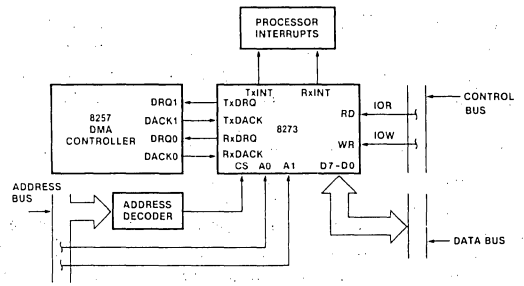 PROCESSOR
INTERRUPTS
TxINT RxINT
8257
DMA
CONTROLLER
DRQ1
DACK1
DRQ0
DACK0
TxDRQ
TxDACK
RxDRQ
RxDACK
8273
RD
WR
CS A0 A1 D7-D0
IOR
IOW
CONTROL
BUS
ADDRESS
BUS
ADDRESS
DECODER
DATA BUS